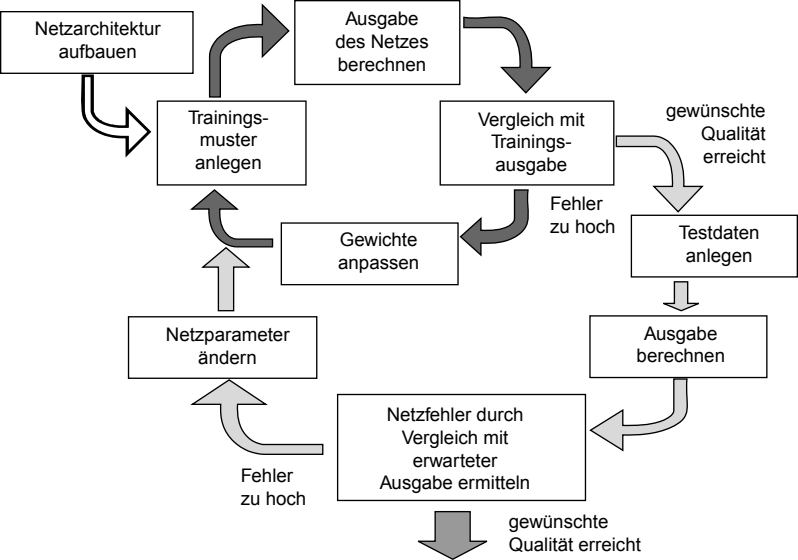 Netzarchitektur
aufbauen
Ausgabe
des Netzes
berechnen
Trainings-
muster
anlegen
Vergleich mit
Trainings-
ausgabe
gewünschte
Qualität
erreicht
Fehler
zu hoch
Gewichte
anpassen
Testdaten
anlegen
Netzparameter
ändern
Ausgabe
berechnen
Netzfehler durch
Vergleich mit
erwarteter
Ausgabe ermitteln
Fehler
zu hoch
gewünschte
Qualität erreicht